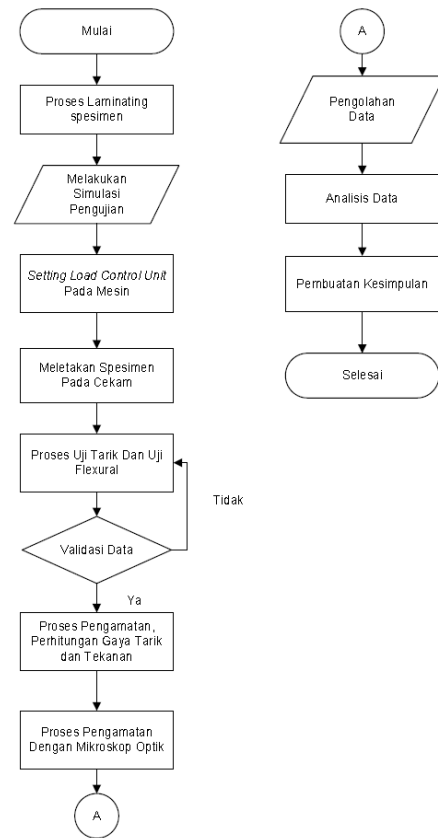 Mulai
Proses Laminating
spesimen
Melakukan
Simulasi
Pengujian
Setting Load Control Unit
Pada Mesin
Meletakan Spesimen
Pada Cekam
Proses Uji Tarik Dan Uji
Flexural
Tidak
Validasi Data
Ya
Proses Pengamatan,
Perhitungan Gaya Tarik
dan Tekanan
Proses Pengamatan
Dengan Mikroskop Optik
A
A
Pengolahan
Data
Analisis Data
Pembuatan Kesimpulan
Selesai